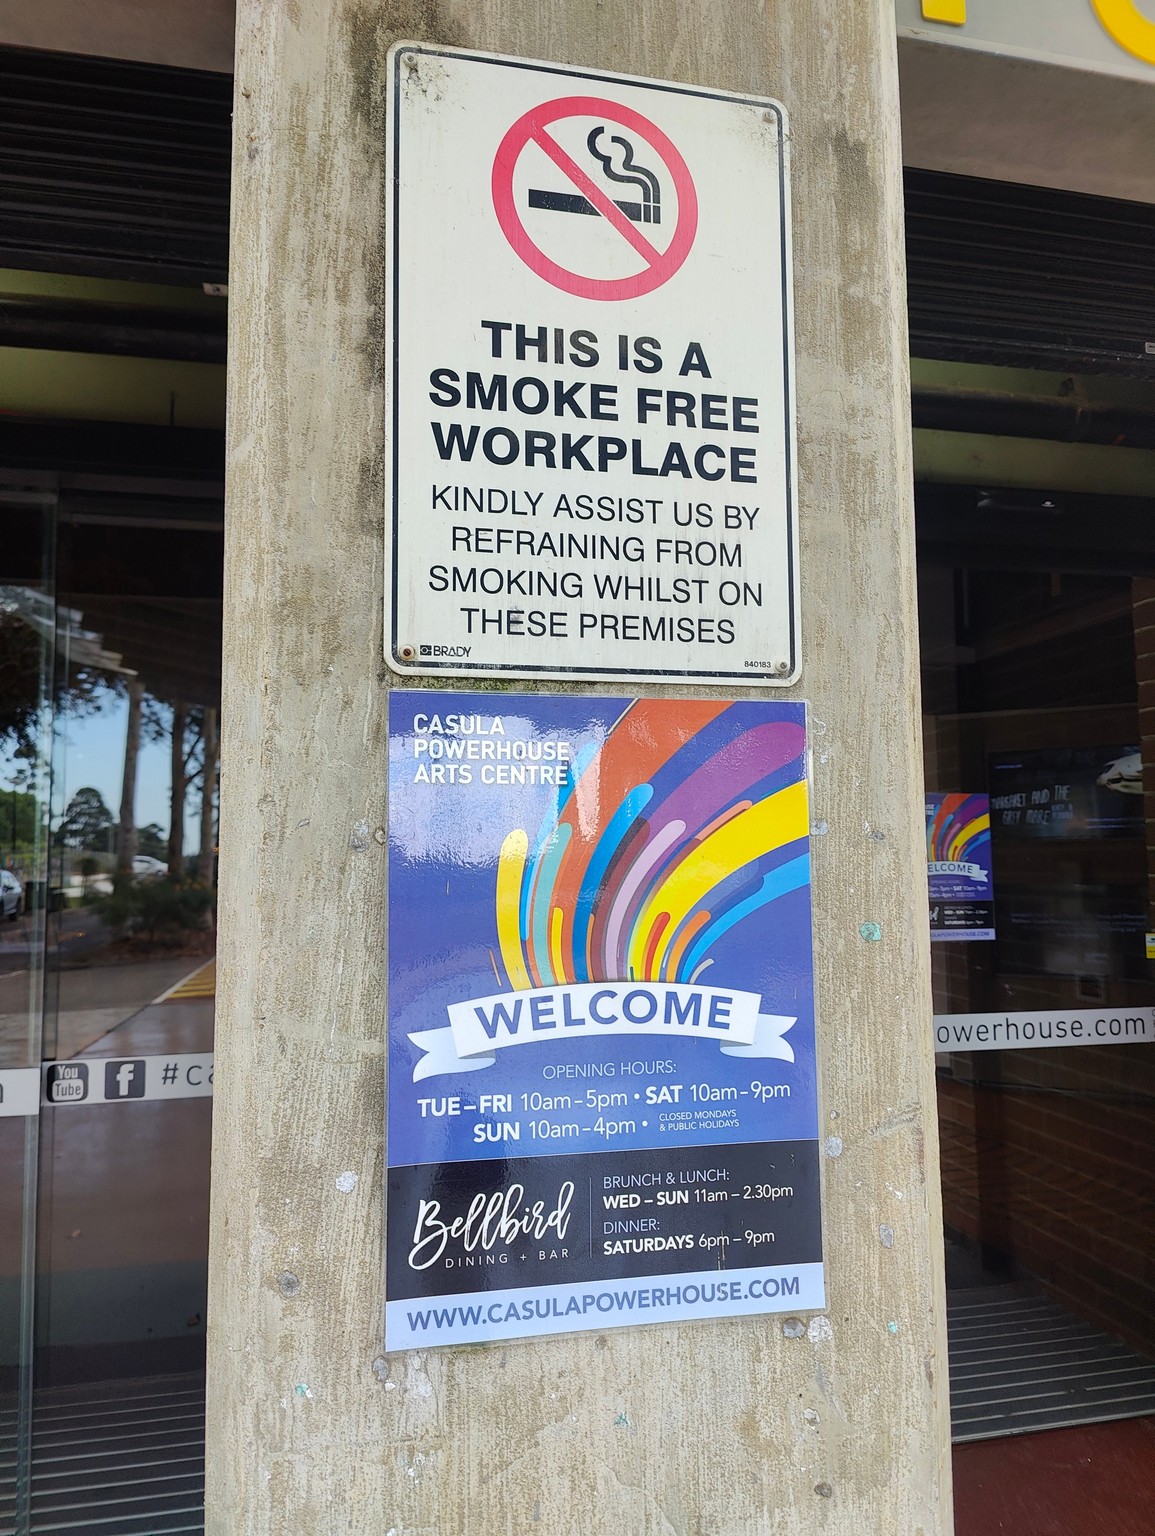 THIS IS A
SMOKE FREE
WORKPLACE
KINDLY ASSIST US BY
REFRAINING FROM
SMOKING WHILST ON
THESE PREMISES
BRADY
840183
CASULA
POWERHOUSE
ARTS CENTRE
WELCOME
OPENING HOURS:
TUE–FRI 10am–5pm • SAT 10am–9pm
SUN 10am–4pm • CLOSED MONDAYS
& PUBLIC HOLIDAYS
Bellbird
DINING + BAR
BRUNCH & LUNCH:
WED – SUN 11am – 2.30pm
DINNER:
SATURDAYS 6pm – 9pm
WWW.CASULAPOWERHOUSE.COM
You
Tube
f
#ca
owerhouse.com
ELCOME